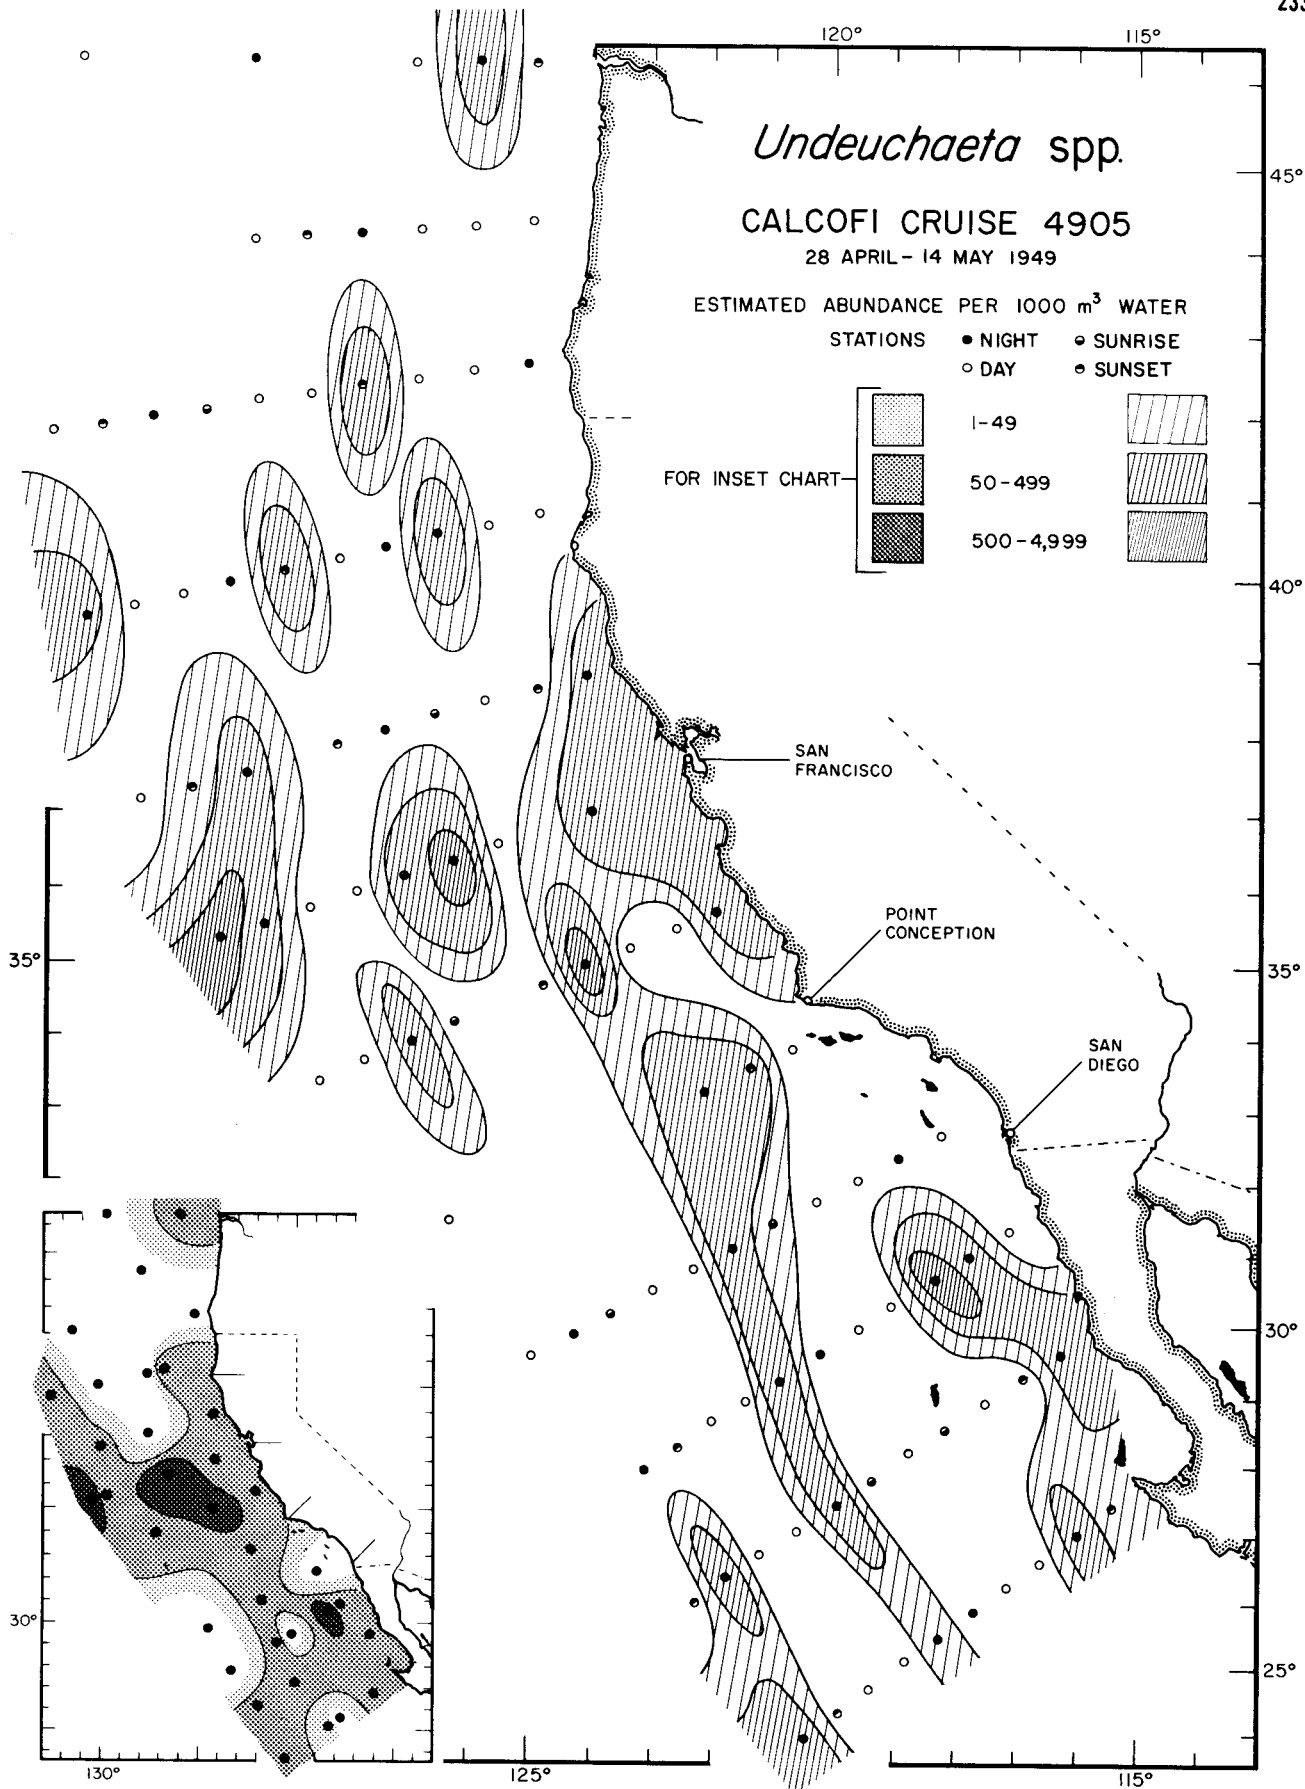 233
120° 115°
Undeuchaeta spp.
45°
CALCOFI CRUISE 4905
28 APRIL – 14 MAY 1949
ESTIMATED ABUNDANCE PER 1000 m³ WATER
STATIONS NIGHT SUNRISE
DAY SUNSET
1–49
FOR INSET CHART 50–499
500–4,999
40°
SAN
FRANCISCO
POINT
CONCEPTION
35° 35°
SAN
DIEGO
30°
30°
25°
130° 125° 115°